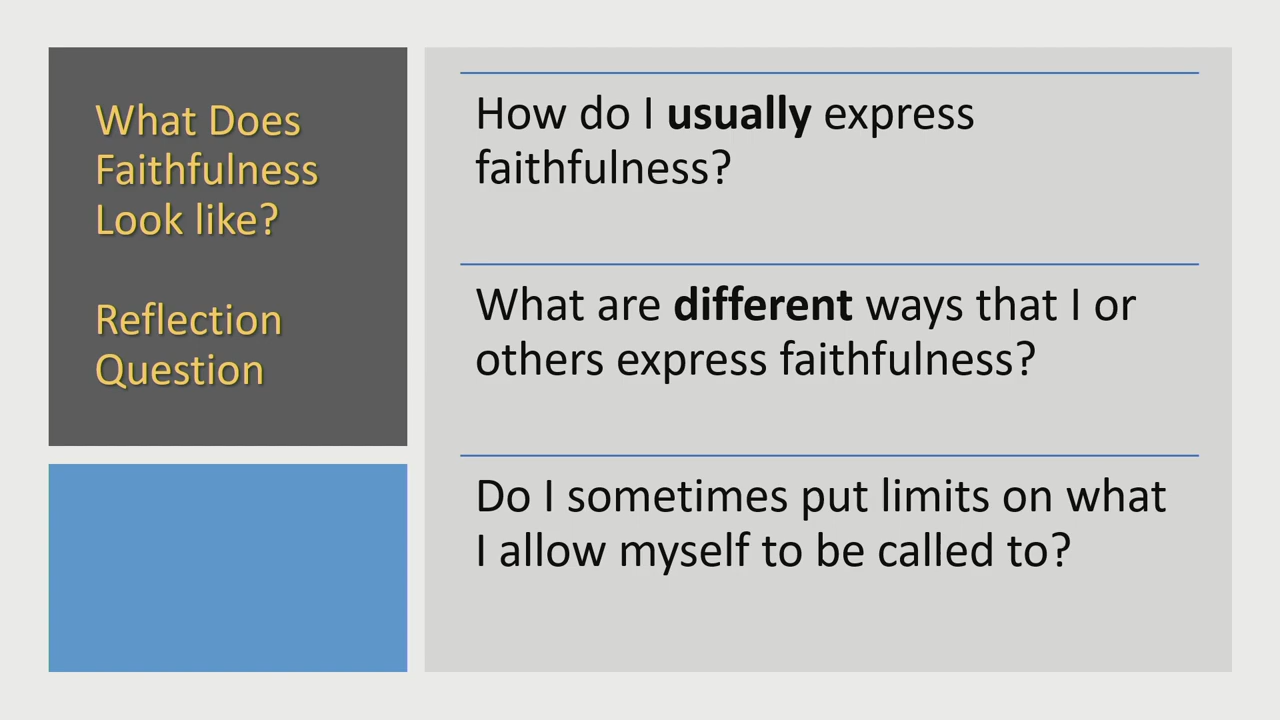 What Does
Faithfulness
Look like?
Reflection
Question
How do I usually express
faithfulness?
What are different ways that I or
others express faithfulness?
Do I sometimes put limits on what
I allow myself to be called to?